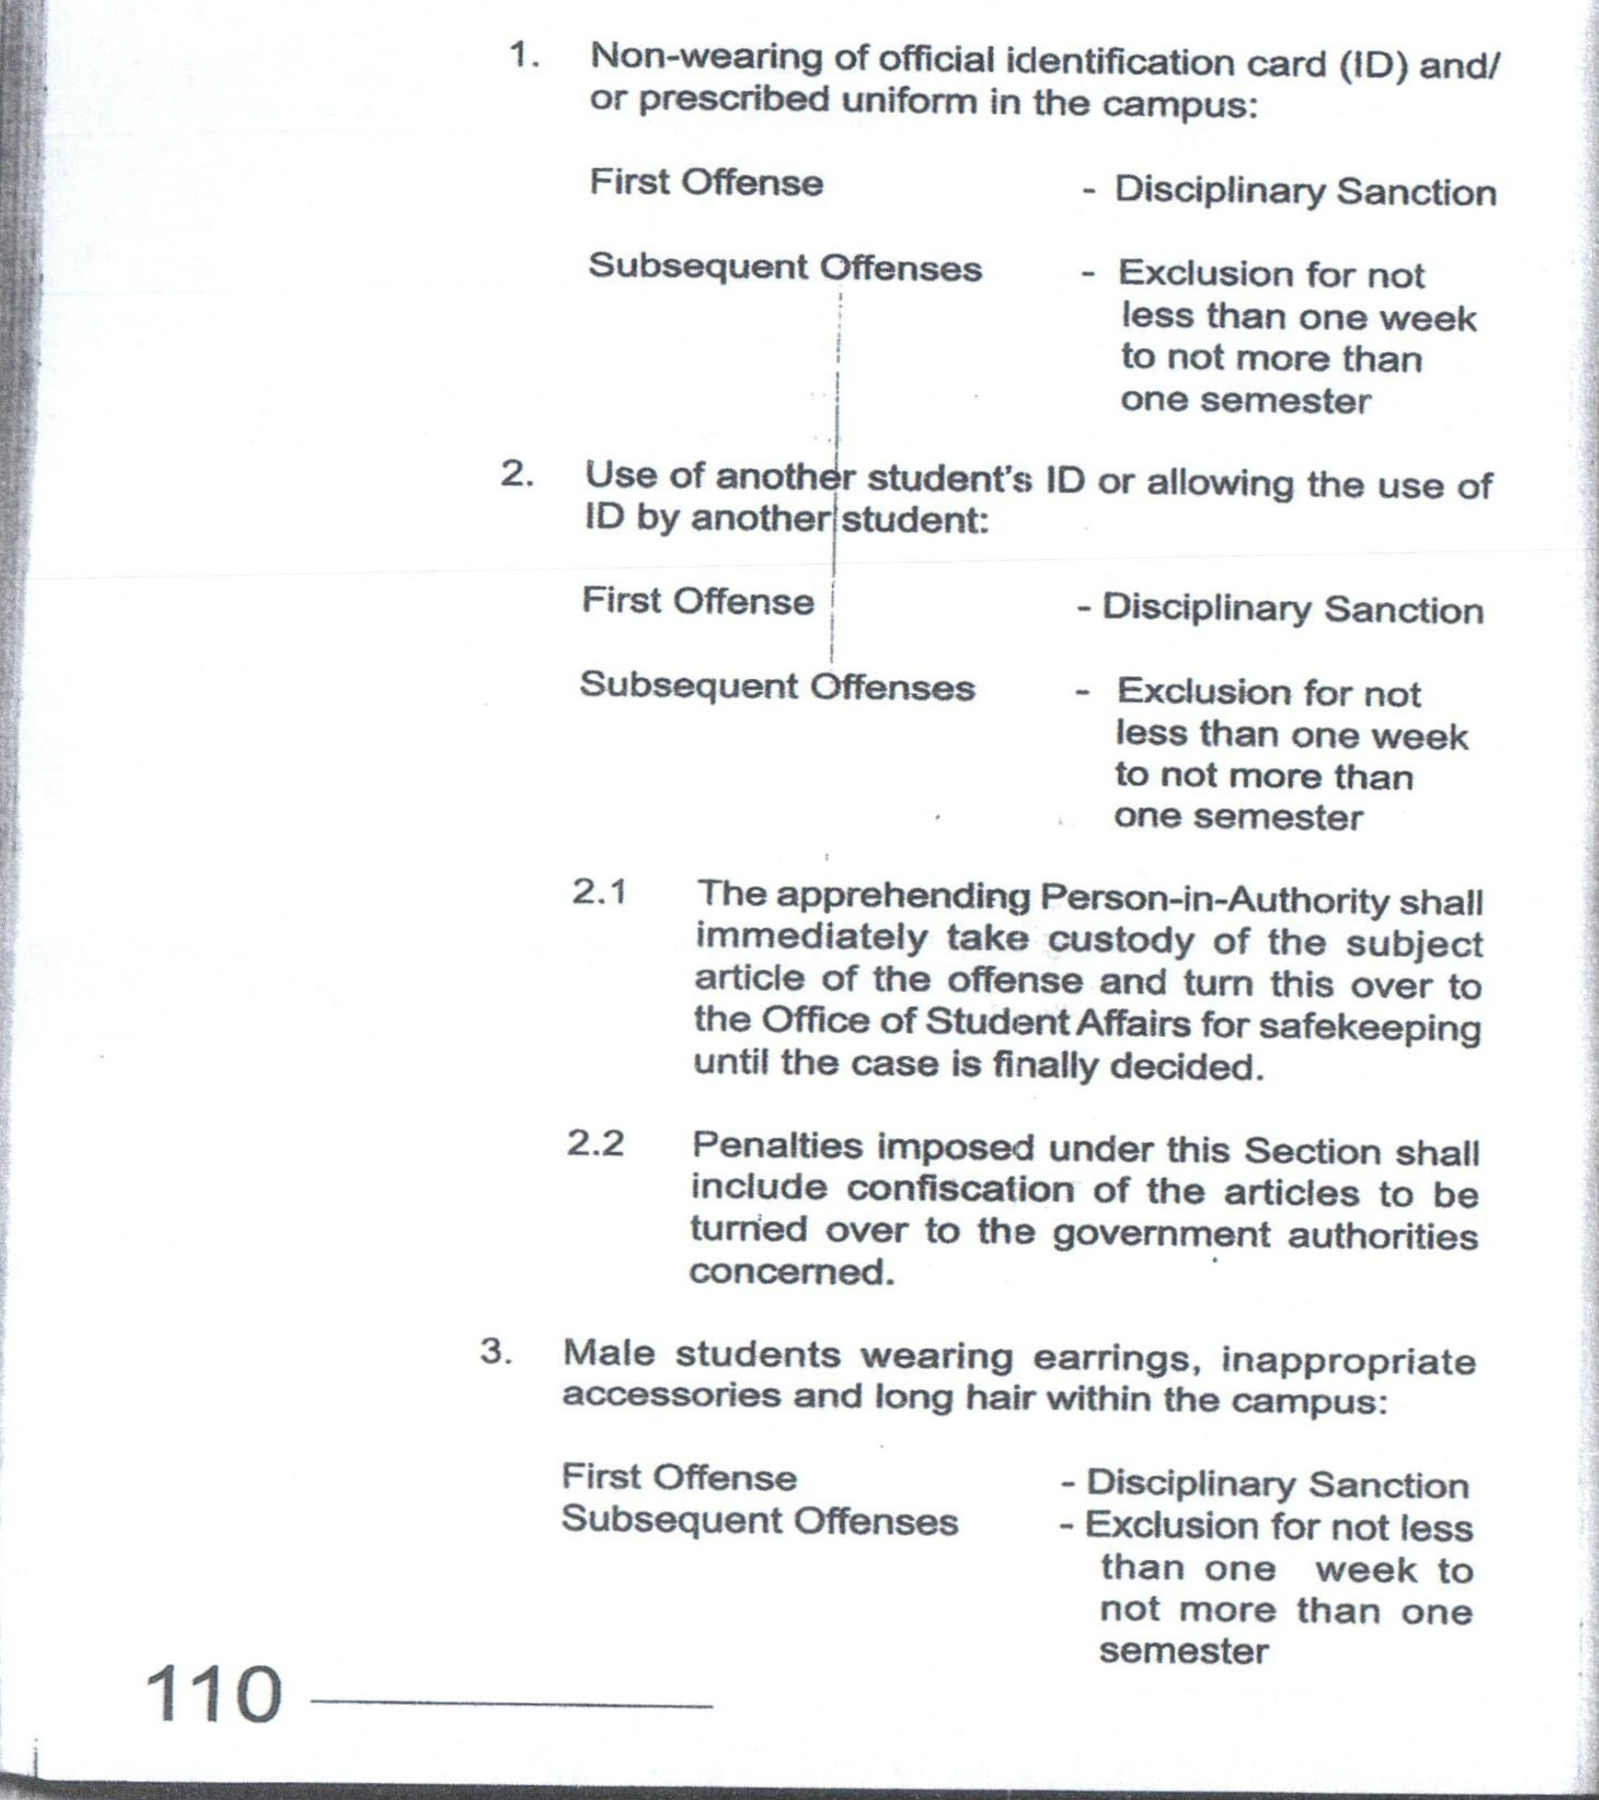 1. Non-wearing of official identification card (ID) and/
or prescribed uniform in the campus:
First Offense - Disciplinary Sanction
Subsequent Offenses - Exclusion for not
less than one week
to not more than
one semester
2. Use of another student's ID or allowing the use of
ID by another student:
First Offense - Disciplinary Sanction
Subsequent Offenses - Exclusion for not
less than one week
to not more than
one semester
2.1 The apprehending Person-in-Authority shall
immediately take custody of the subject
article of the offense and turn this over to
the Office of Student Affairs for safekeeping
until the case is finally decided.
2.2 Penalties imposed under this Section shall
include confiscation of the articles to be
turned over to the government authorities
concerned.
3. Male students wearing earrings, inappropriate
accessories and long hair within the campus:
First Offense - Disciplinary Sanction
Subsequent Offenses - Exclusion for not less
than one week to
not more than one
semester
110